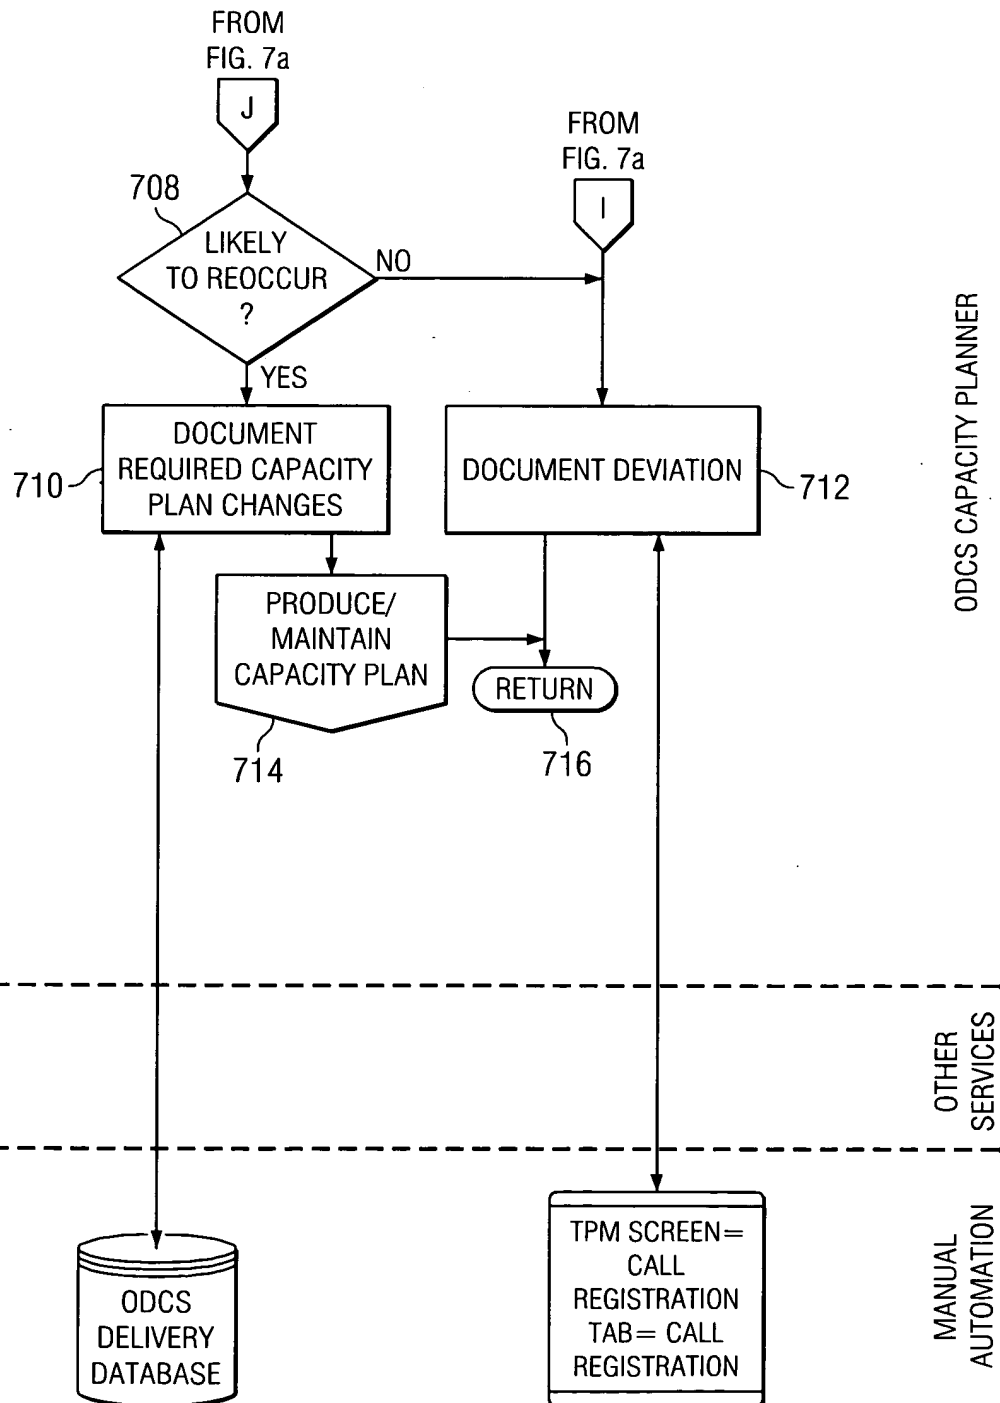 FROM
FIG. 7a
J
FROM
FIG. 7a
I
708
LIKELY
TO REOCCUR
?
NO
YES
DOCUMENT
REQUIRED CAPACITY
PLAN CHANGES
710
DOCUMENT DEVIATION
712
PRODUCE/
MAINTAIN
CAPACITY PLAN
714
RETURN
716
ODCS CAPACITY PLANNER
OTHER
SERVICES
MANUAL
AUTOMATION
ODCS
DELIVERY
DATABASE
TPM SCREEN=
CALL
REGISTRATION
TAB= CALL
REGISTRATION